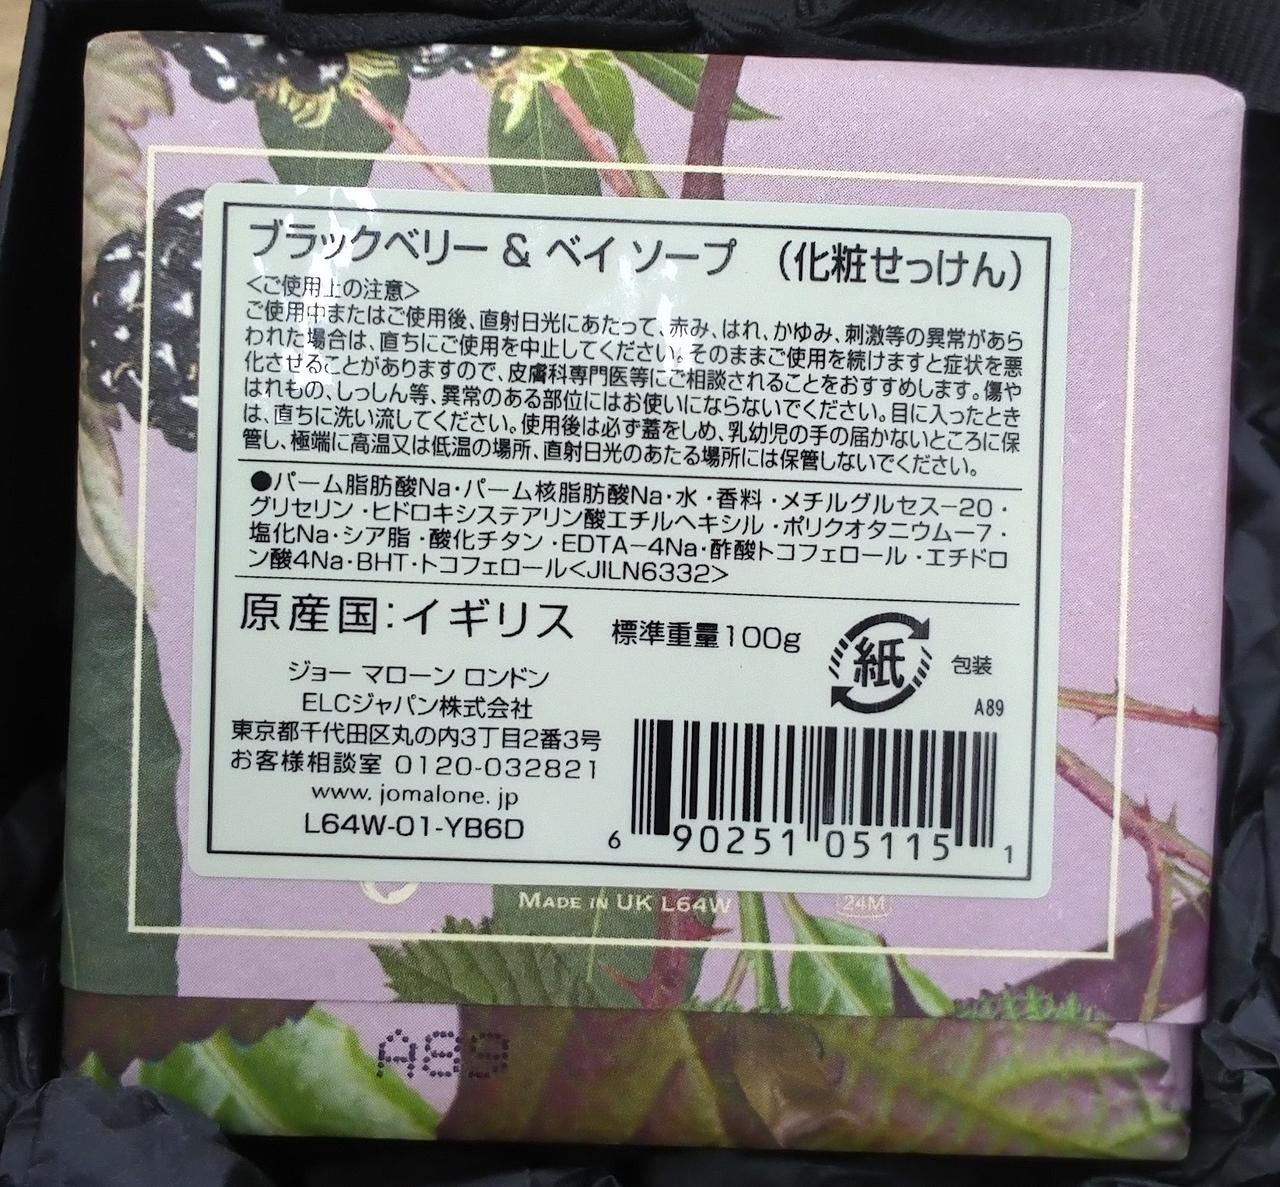 ブラックベリー & ベイ ソープ （化粧せっけん）
<ご使用上の注意>
ご使用中またはご使用後、直射日光にあたって、赤み、はれ、かゆみ、刺激等の異常があら
われた場合は、直ちにご使用を中止してください。そのままご使用を続けますと症状を悪
化させることがありますので、皮膚科専門医等にご相談されることをおすすめします。傷や
はれもの、しっしん等、異常のある部位にはお使いにならないでください。目に入ったとき
は、直ちに洗い流してください。使用後は必ず蓋をしめ、乳幼児の手の届かないところに保
管し、極端に高温又は低温の場所、直射日光のあたる場所には保管しないでください。
●パーム脂肪酸Na・パーム核脂肪酸Na・水・香料・メチルグルセス－20・
グリセリン・ヒドロキシステアリン酸エチルヘキシル・ポリクオタニウムー7・
塩化Na・シア脂・酸化チタン・EDTA－4Na・酢酸トコフェロール・エチドロ
ン酸4Na・BHT・トコフェロール<JILN6332>
原産国：イギリス 標準重量100g
紙 包装
A89
ジョー マローン ロンドン
ELCジャパン株式会社
東京都千代田区丸の内3丁目2番3号
お客様相談室 0120-032821
www. jomalone. jp
L64W-01-YB6D
6 90251 05115 1
MADE IN UK L64W
24M
A89